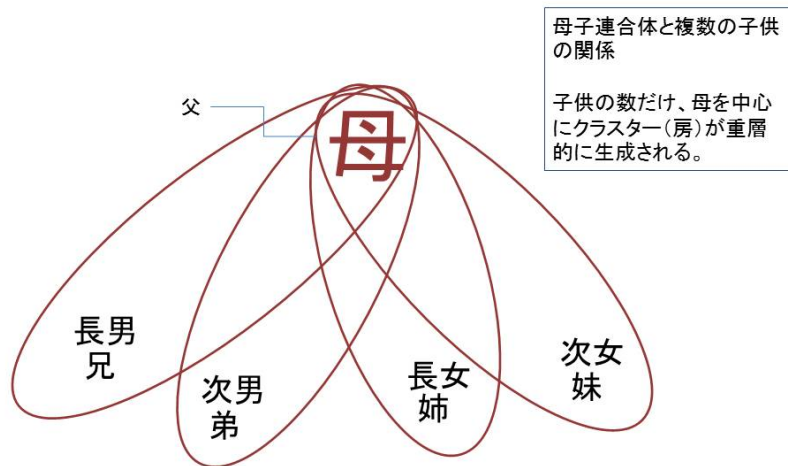 母子連合体と複数の子供
の関係
子供の数だけ、母を中心
にクラスター(房)が重層
的に生成される。
父
母
長男
兄
次男
弟
長女
姉
次女
妹